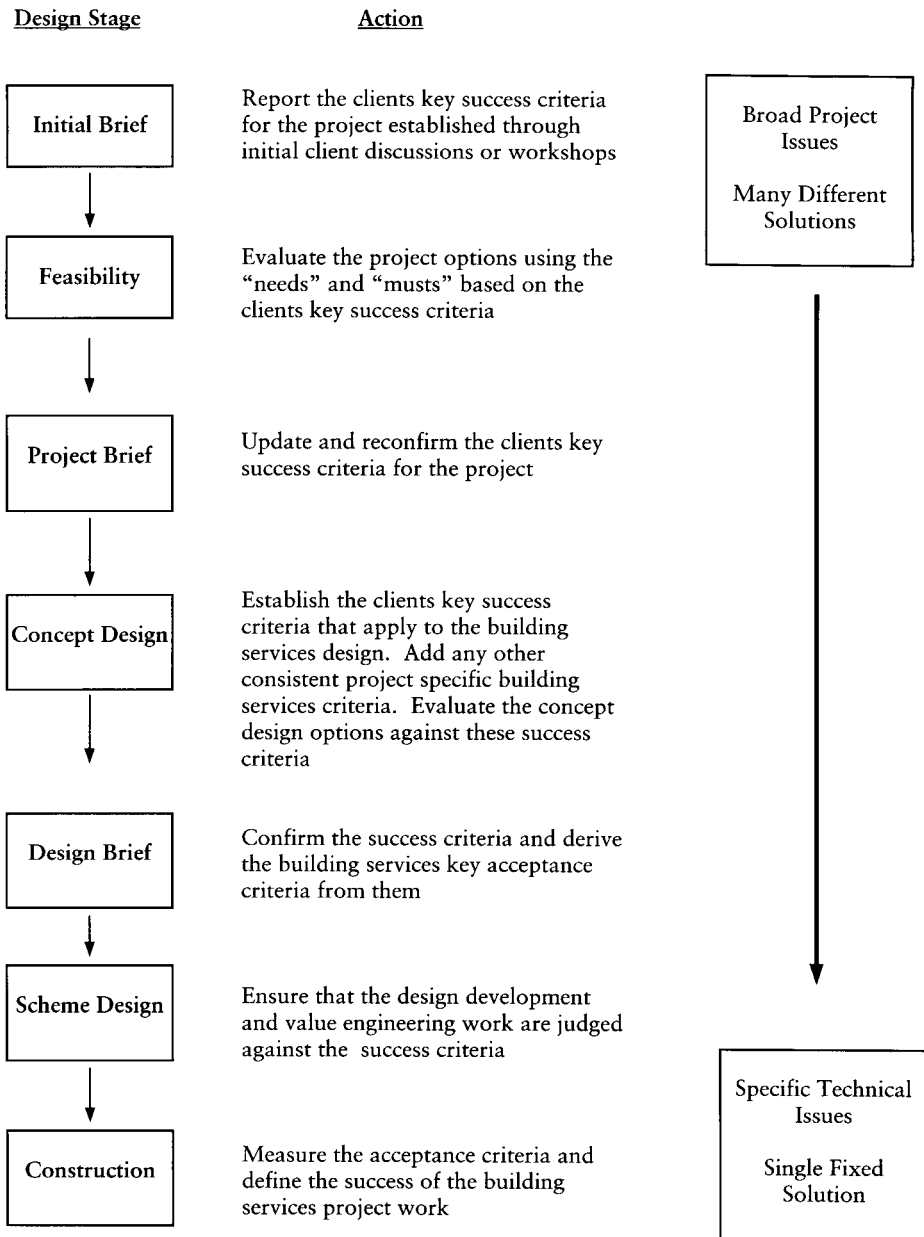 Design Stage
Action
Initial Brief
Report the clients key success criteria
for the project established through
initial client discussions or workshops
Broad Project
Issues
Many Different
Solutions
Feasibility
Evaluate the project options using the
“needs” and “musts” based on the
clients key success criteria
Project Brief
Update and reconfirm the clients key
success criteria for the project
Concept Design
Establish the clients key success
criteria that apply to the building
services design.  Add any other
consistent project specific building
services criteria.  Evaluate the concept
design options against these success
criteria
Design Brief
Confirm the success criteria and derive
the building services key acceptance
criteria from them
Scheme Design
Ensure that the design development
and value engineering work are judged
against the  success criteria
Specific Technical
Issues
Single Fixed
Solution
Construction
Measure the acceptance criteria and
define the success of the building
services project work